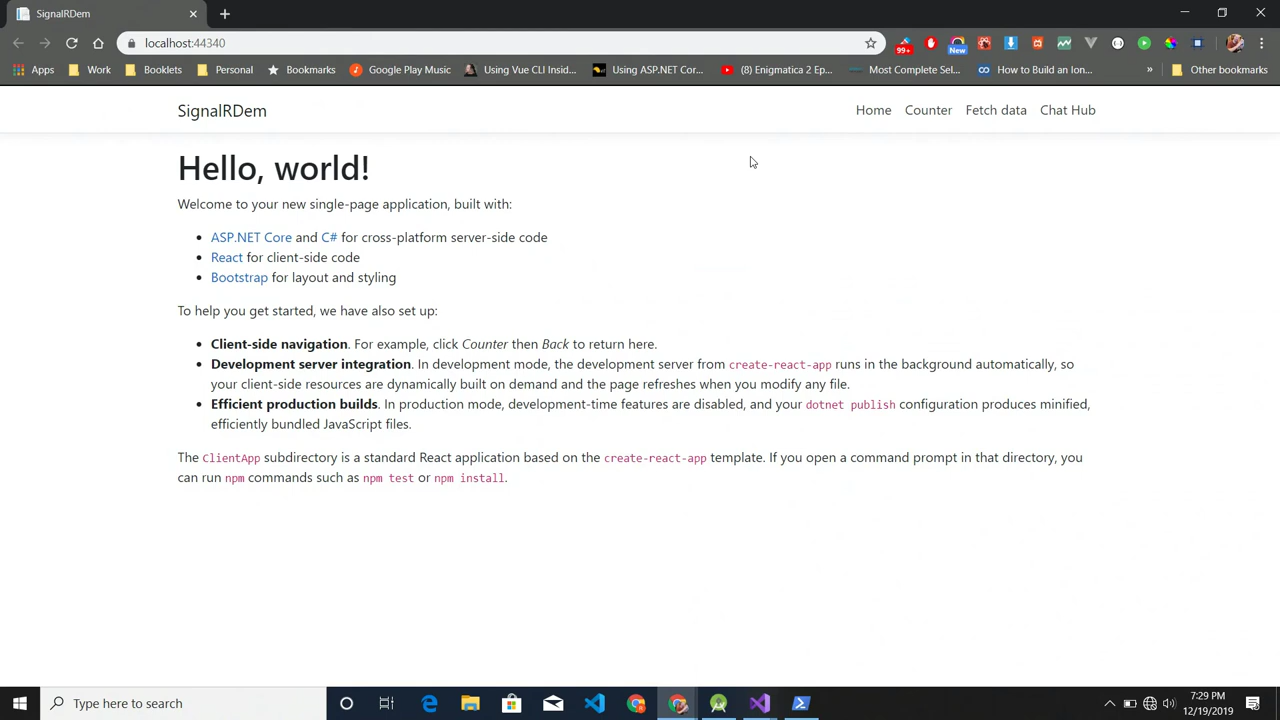 SignalRDem
localhost:44340
99+
New
Apps
Work
Booklets
Personal
Bookmarks
Google Play Music
Using Vue CLI Insid...
Using ASP.NET Cor...
(8) Enigmatica 2 Ep...
Most Complete Sel...
How to Build an Ion...
»
Other bookmarks
SignalRDem
Home
Counter
Fetch data
Chat Hub
Hello, world!
Welcome to your new single-page application, built with:
• ASP.NET Core and C# for cross-platform server-side code
• React for client-side code
• Bootstrap for layout and styling
To help you get started, we have also set up:
• Client-side navigation. For example, click Counter then Back to return here.
• Development server integration. In development mode, the development server from create-react-app runs in the background automatically, so
your client-side resources are dynamically built on demand and the page refreshes when you modify any file.
• Efficient production builds. In production mode, development-time features are disabled, and your dotnet publish configuration produces minified,
efficiently bundled JavaScript files.
The ClientApp subdirectory is a standard React application based on the create-react-app template. If you open a command prompt in that directory, you
can run npm commands such as npm test or npm install.
Type here to search
7:29 PM
12/19/2019